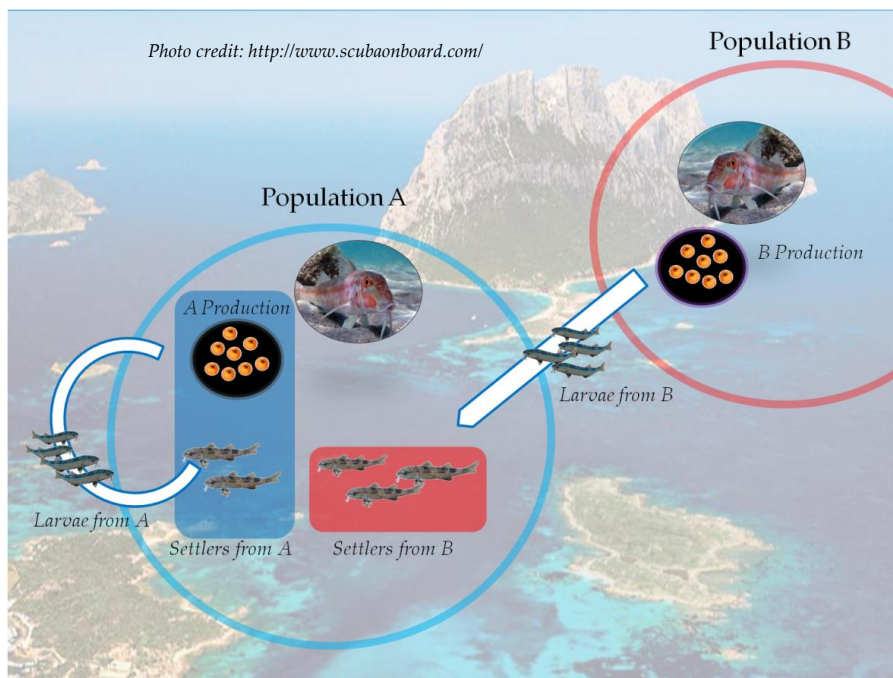 Photo credit: http://www.scubaonboard.com/
Population B
Population A
B Production
A Production
Larvae from B
Larvae from A
Settlers from A
Settlers from B